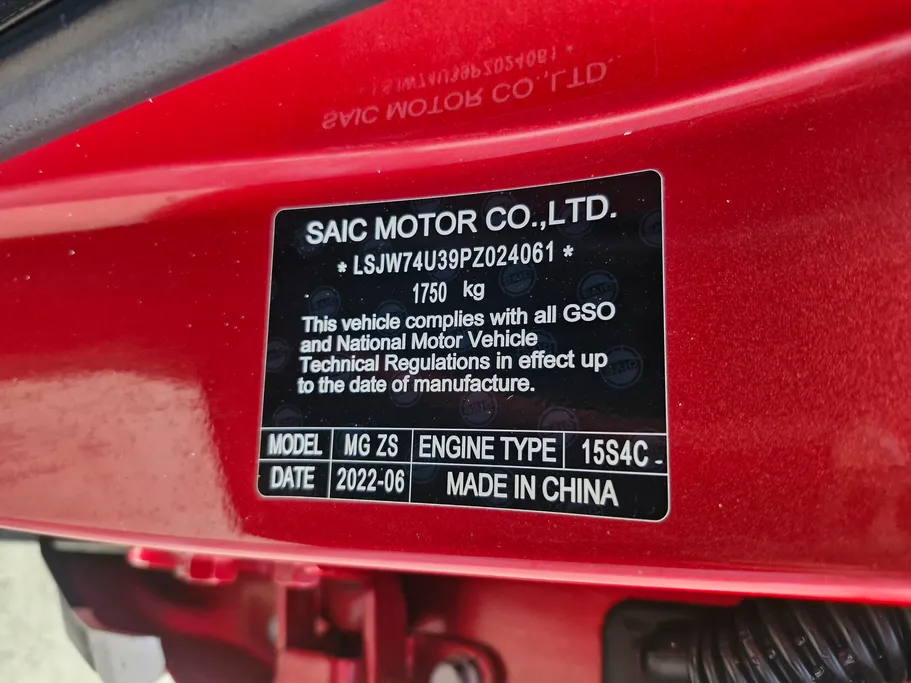 SAIC MOTOR CO.,LTD.
* LSJW74U39PZ024061 *
1750 kg
This vehicle complies with all GSO
and National Motor Vehicle
Technical Regulations in effect up
to the date of manufacture.
MODEL MG ZS ENGINE TYPE 15S4C
DATE 2022-06 MADE IN CHINA